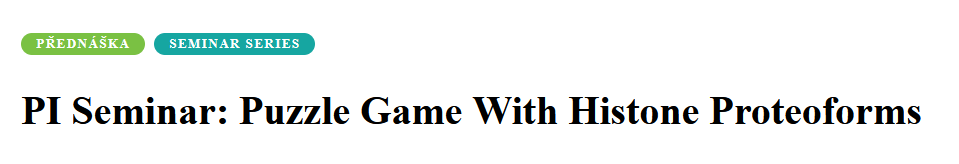 PŘEDNÁŠKA SEMINAR SERIES
PI Seminar: Puzzle Game With Histone Proteoforms